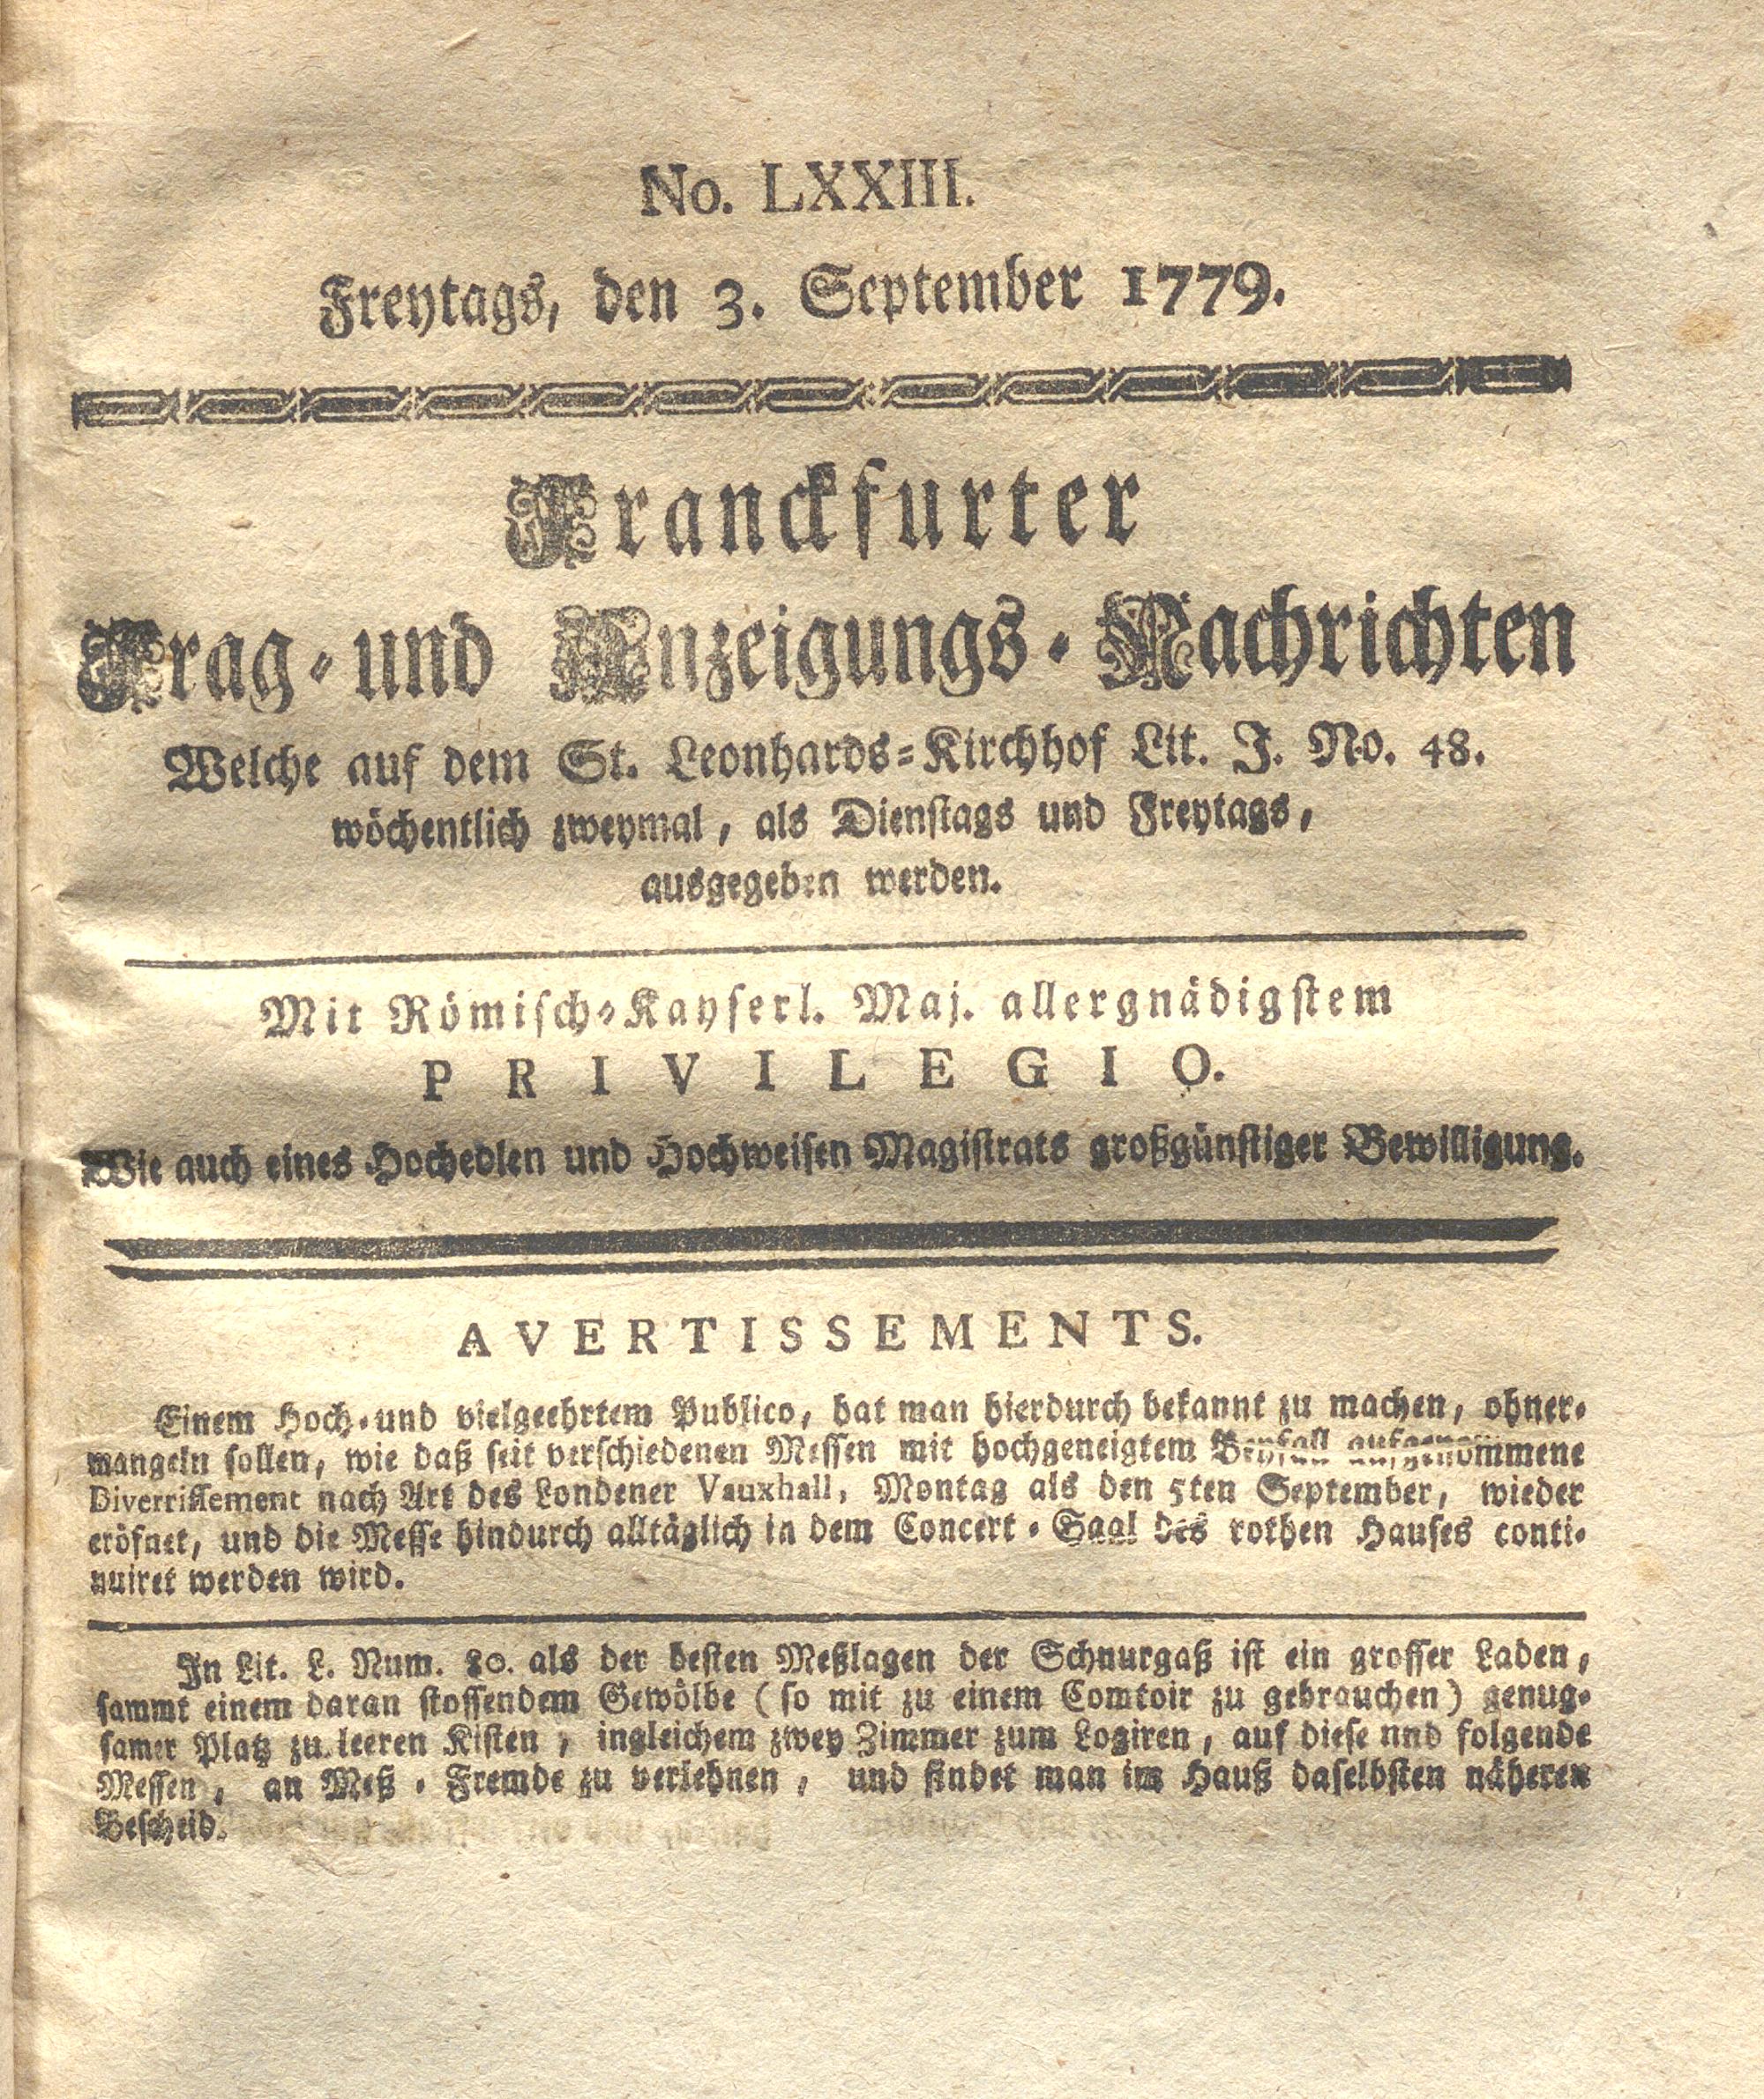 No. LXXIII.
Freytags, den 3. September 1779.
Franckfurter
Frag-und Anzeigungs-Nachrichten
Welche auf dem St. Leonhards-Kirchhof Lit. J. No. 48.
wöchentlich zweymal, als Dienstags und Freytags,
ausgegeben werden.
Mit Römisch-Kayserl. Maj. allergnädigstem
PRIVILEGIO.
Wie auch eines Hochedlen und Hochweisen Magistrats großgünstiger Bewilligung.
AVERTISSEMENTS.
Einem Hoch-und vielgeehrtem Publico, hat man hierdurch bekannt zu machen, ohner-
mangeln sollen, wie daß seit verschiedenen Messen mit hochgeneigtem Beyfall aufgenommene
Divertissement nach Art des Londener Vauxhall, Montag als den 5ten September, wieder
eröfnet, und die Messe hindurch alltäglich in dem Concert-Saal des rothen Hauses conti-
nuiret werden wird.
In Lit. L. Num. 80. als der besten Meßlagen der Schnurgaß ist ein grosser Laden,
sammt einem daran stossendem Gewölbe (so mit zu einem Comtoir zu gebrauchen) genug-
samer Platz zu leeren Kisten, ingleichem zwey Zimmer zum Logiren, auf diese nnd folgende
Messen, an Meß-Fremde zu verlehnen, und findet man im Hauß daselbsten näheren
Bescheid.